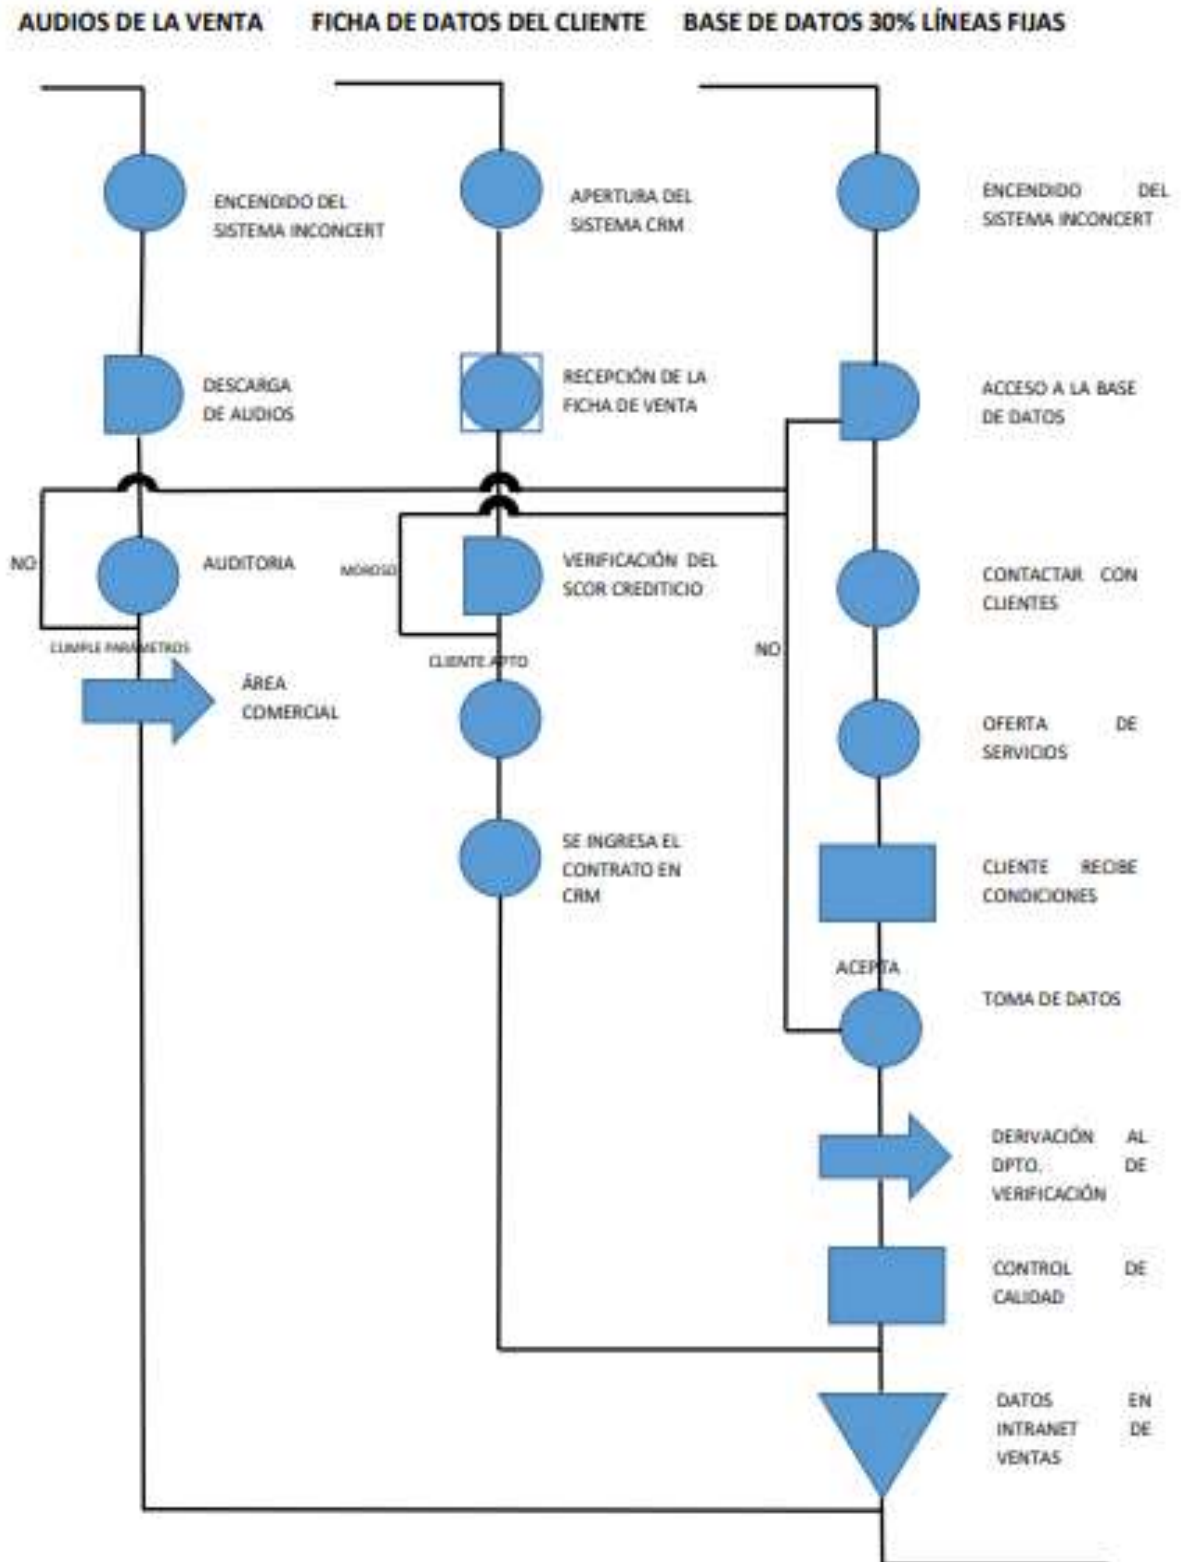 AUDIOS DE LA VENTA
FICHA DE DATOS DEL CLIENTE
BASE DE DATOS 30% LÍNEAS FIJAS
ENCENDIDO DEL
SISTEMA INCONCERT
DESCARGA
DE AUDIOS
NO
AUDITORIA
CUMPLE PARÁMETROS
ÁREA
COMERCIAL
APERTURA DEL
SISTEMA CRM
RECEPCIÓN DE LA
FICHA DE VENTA
MOROSO
VERIFICACIÓN DEL
SCOR CREDITICIO
CLIENTE APTO
SE INGRESA EL
CONTRATO EN
CRM
ENCENDIDO DEL
SISTEMA INCONCERT
ACCESO A LA BASE
DE DATOS
CONTACTAR CON
CLIENTES
NO
OFERTA DE
SERVICIOS
CLIENTE RECIBE
CONDICIONES
ACEPTA
TOMA DE DATOS
DERIVACIÓN AL
DPTO. DE
VERIFICACIÓN
CONTROL DE
CALIDAD
DATOS EN
INTRANET DE
VENTAS